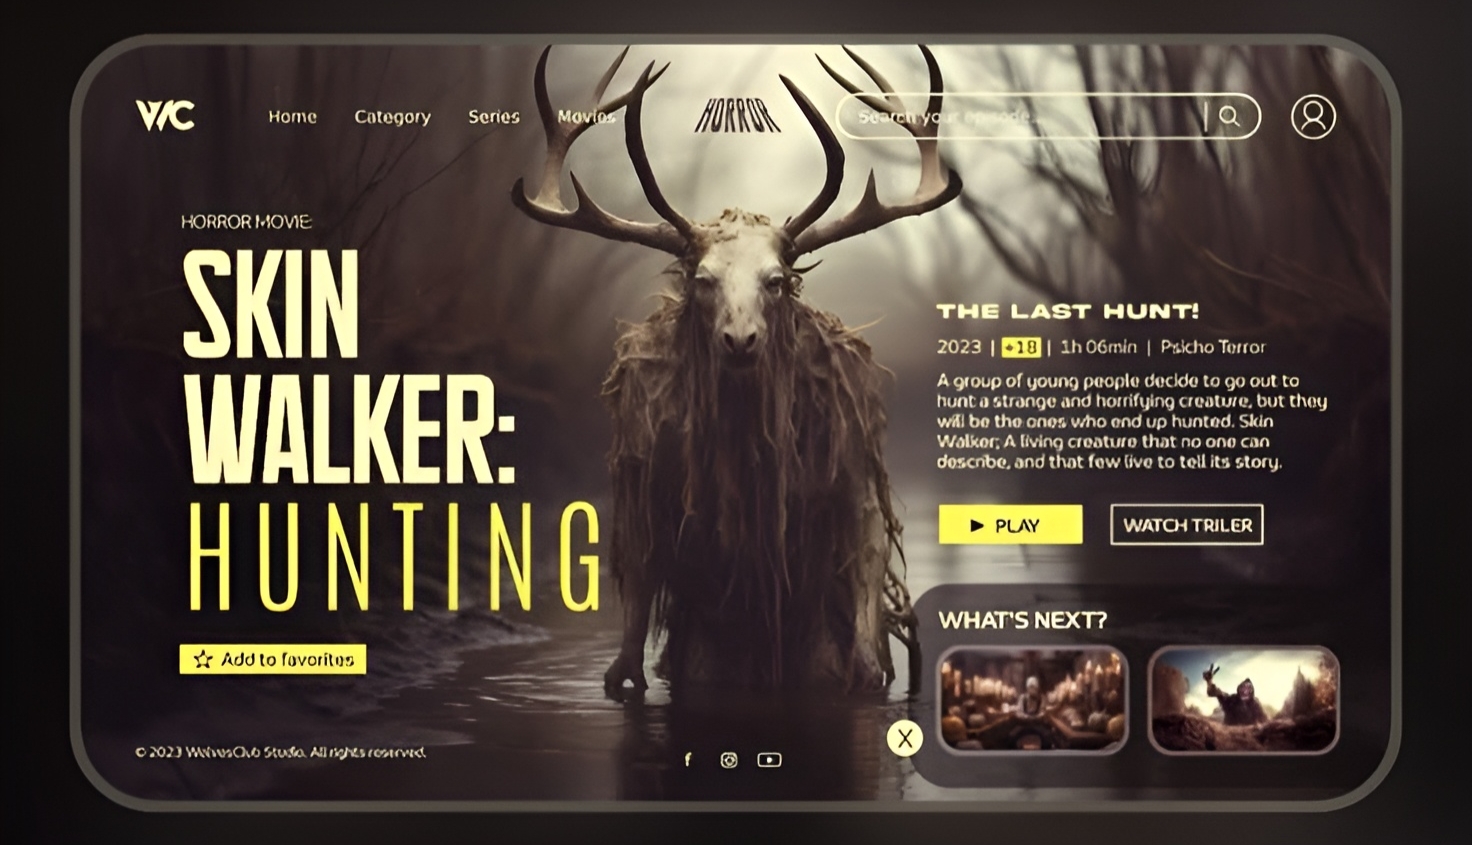 WC
Home Category Series Movies
HORROR
Search your episode...
HORROR MOVIE
SKIN
WALKER:
HUNTING
Add to favorites
THE LAST HUNT!
2023 | +18 | 1h 06min | Psicho Terror
A group of young people decide to go out to
hunt a strange and horrifying creature, but they
will be the ones who end up hunted. Skin
Walker; A living creature that no one can
describe, and that few live to tell its story.
PLAY
WATCH TRILER
WHAT'S NEXT?
X
© 2023 WolvesClub Studio. All rights reserved.